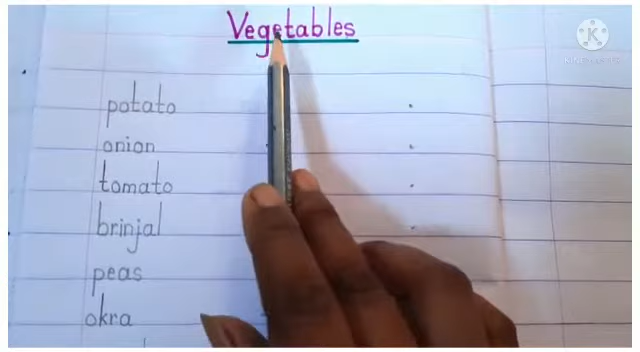 Vegetables
potato
onion
tomato
brinjal
peas
okra